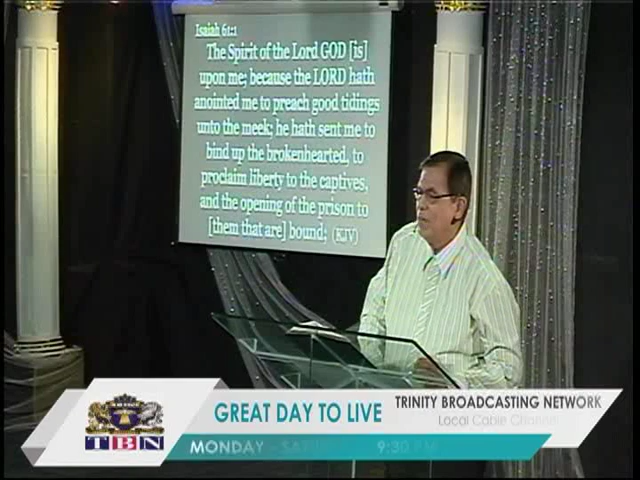 Isaiah 61:1
The Spirit of the Lord GOD [is]
upon me; because the LORD hath
anointed me to preach good tidings
unto the meek; he hath sent me to
bind up the brokenhearted, to
proclaim liberty to the captives,
and the opening of the prison to
[them that are] bound; (KJV)
TBN
GREAT DAY TO LIVE
TRINITY BROADCASTING NETWORK
Local Cable Channel
MONDAY - 9:30 PM